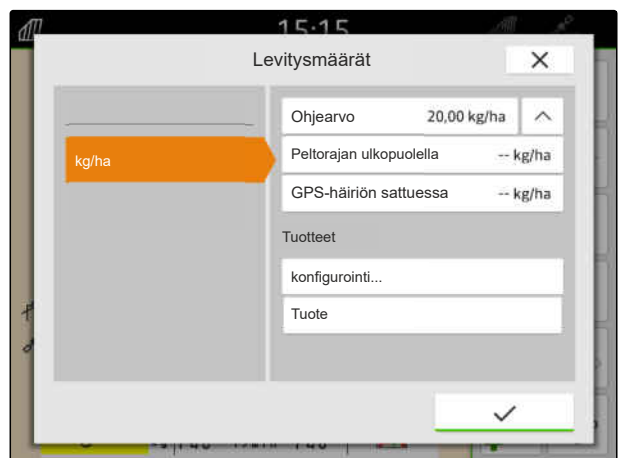 15:15
Levitysmäärät
Ohjearvo 20,00 kg/ha
kg/ha
Peltorajan ulkopuolella -- kg/ha
GPS-häiriön sattuessa -- kg/ha
Tuotteet
konfigurointi...
Tuote